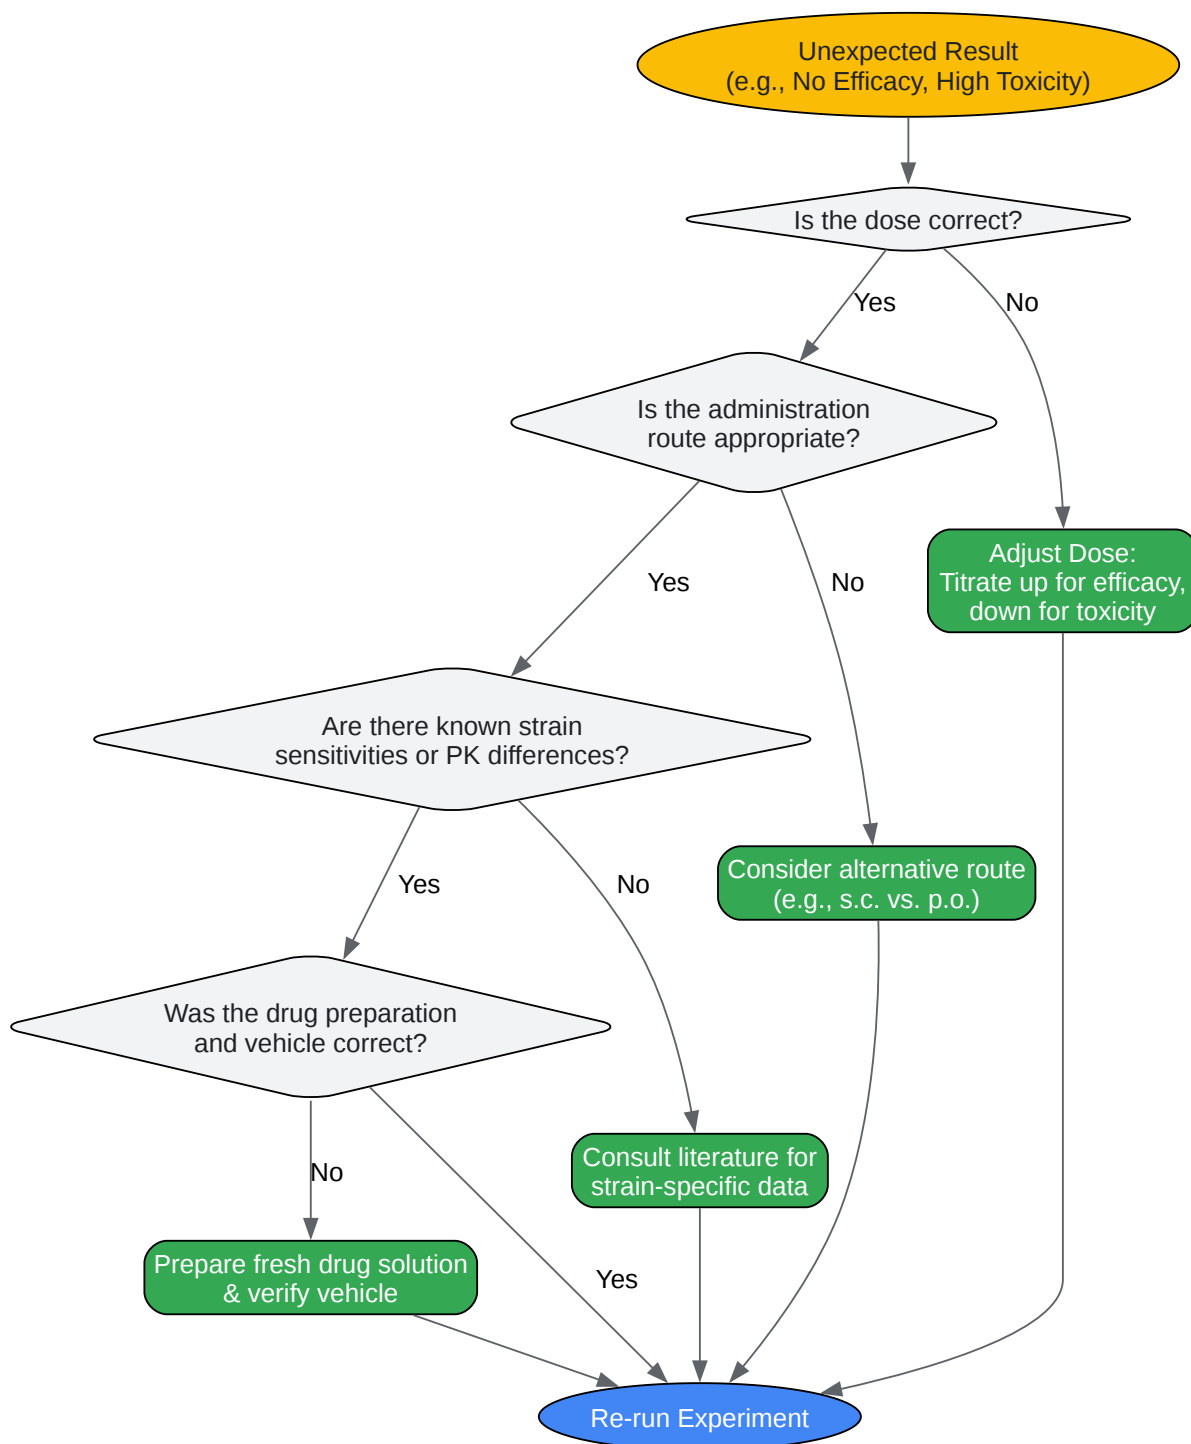 Unexpected Result
(e.g., No Efficacy, High Toxicity)
Is the dose correct?
Yes
No
Is the administration
route appropriate?
Adjust Dose:
Titrate up for efficacy,
down for toxicity
Yes
No
Are there known strain
sensitivities or PK differences?
Consider alternative route
(e.g., s.c. vs. p.o.)
Yes
No
Was the drug preparation
and vehicle correct?
Consult literature for
strain-specific data
No
Yes
Prepare fresh drug solution
& verify vehicle
Re-run Experiment